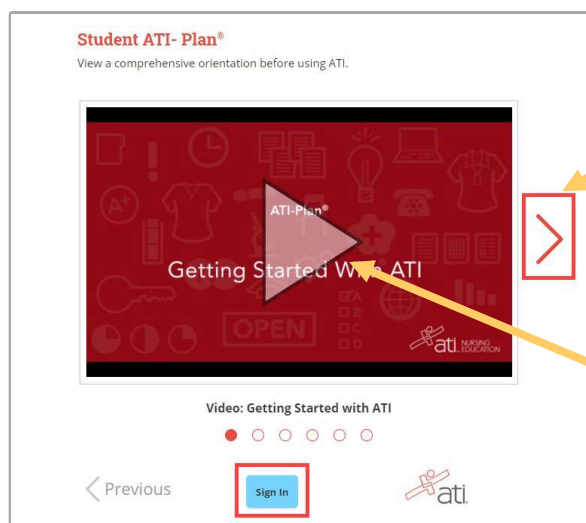 Student ATI- Plan®
View a comprehensive orientation before using ATI.
A+
ATI-Plan®
Getting Started With ATI
OPEN
A
B
C
D
ati NURSING EDUCATION
Video: Getting Started with ATI
Previous
Sign In
ati